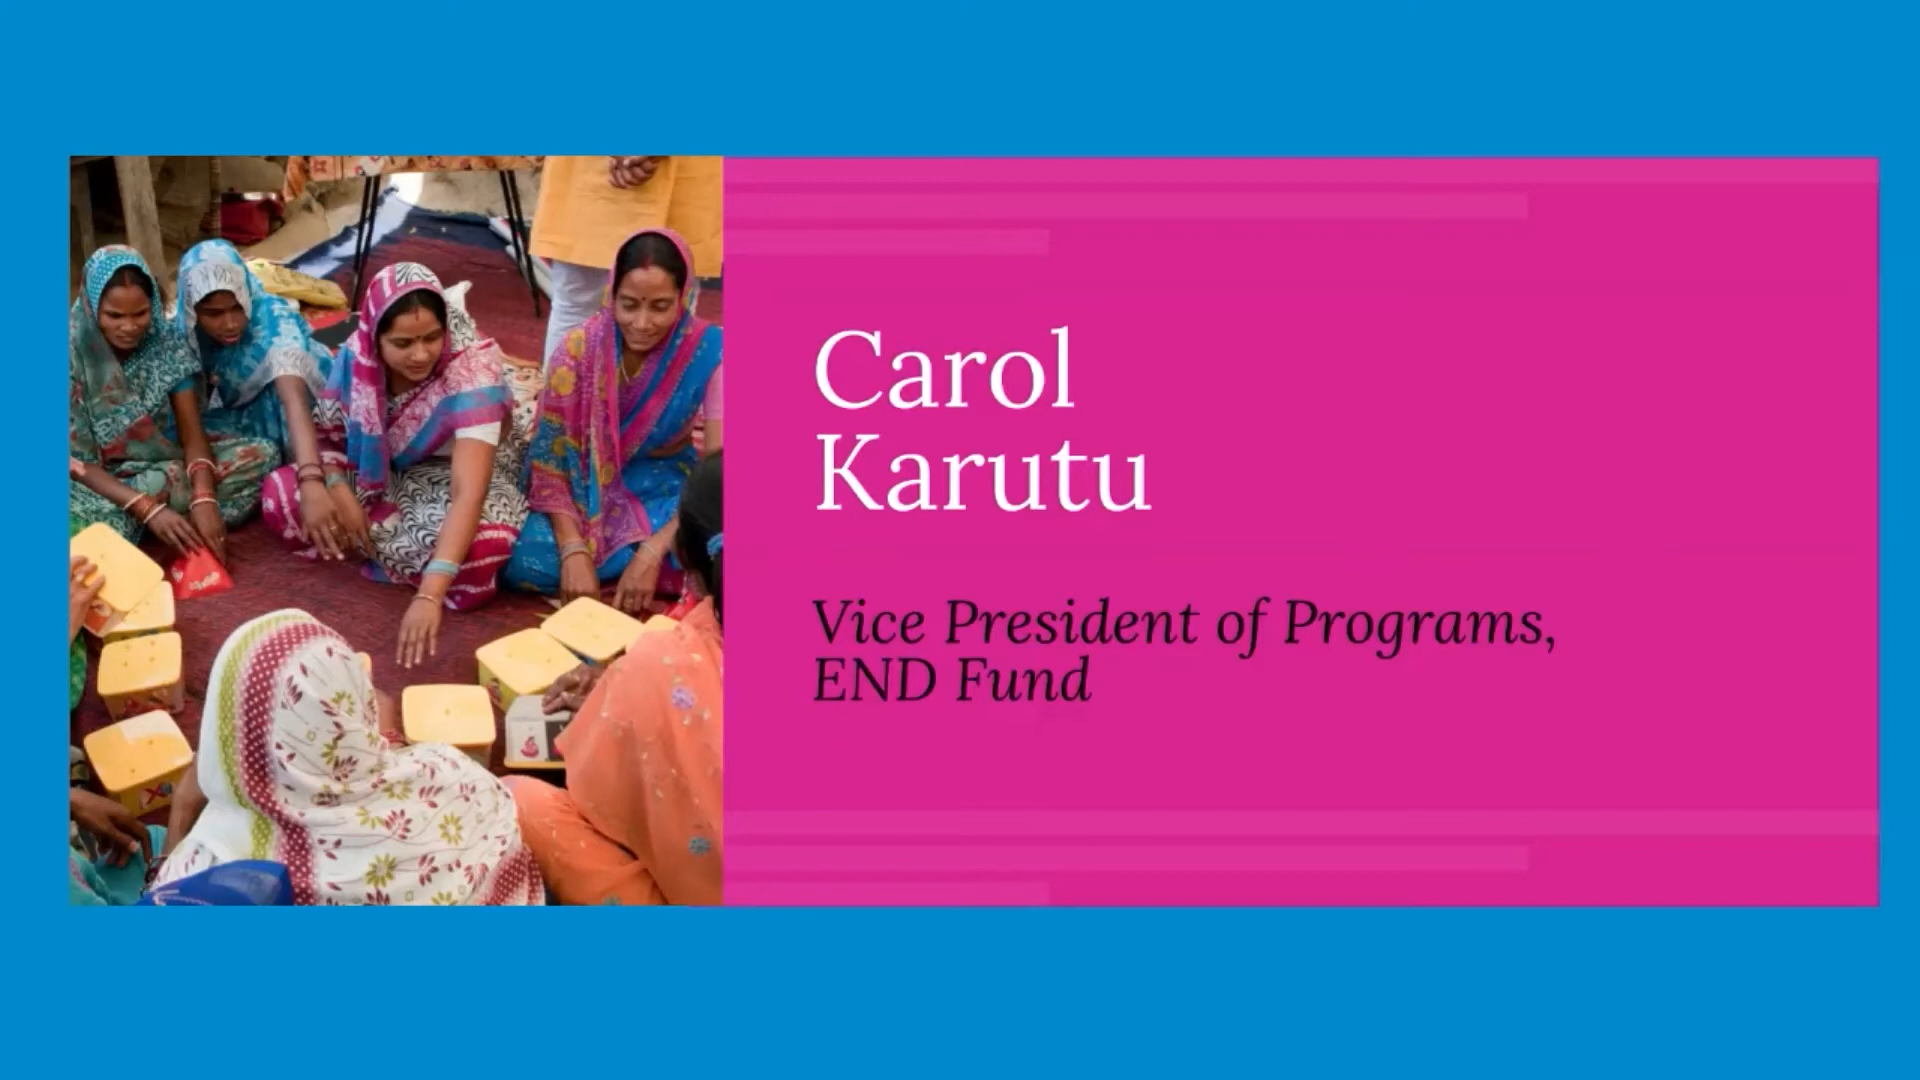 Carol
Karutu
Vice President of Programs,
END Fund